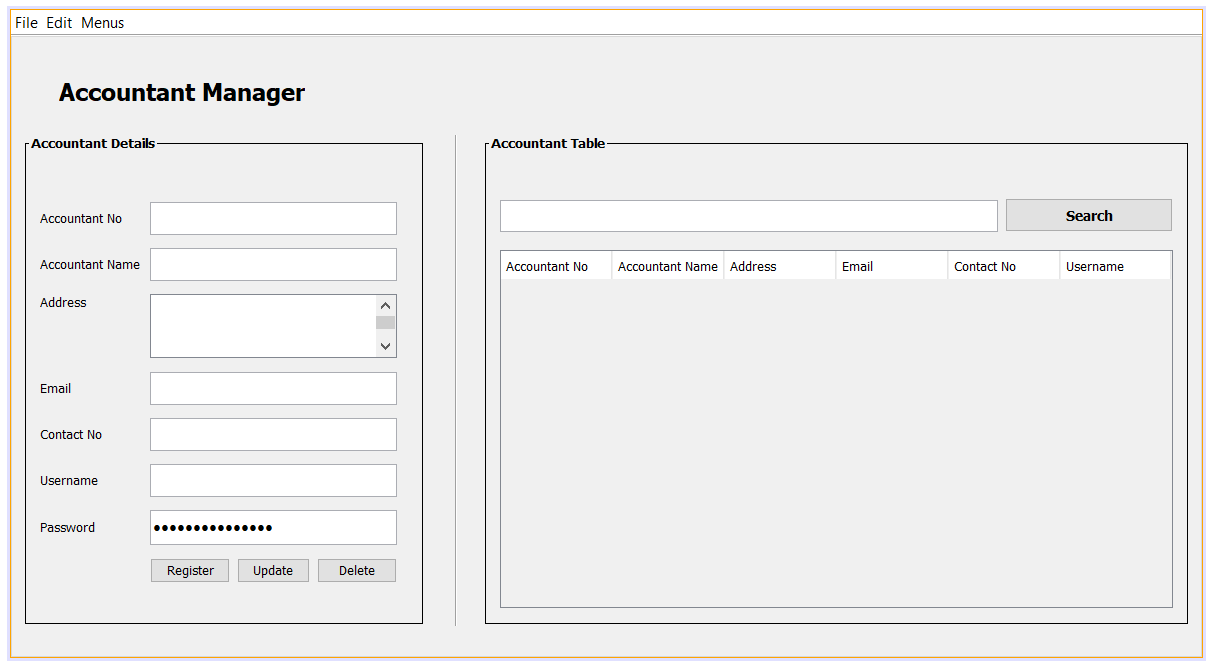 File Edit Menus
Accountant Manager
Accountant Details
Accountant No
Accountant Name
Address
Email
Contact No
Username
Password ●●●●●●●●●●●●●●●
Register Update Delete
Accountant Table
Search
Accountant No Accountant Name Address Email Contact No Username